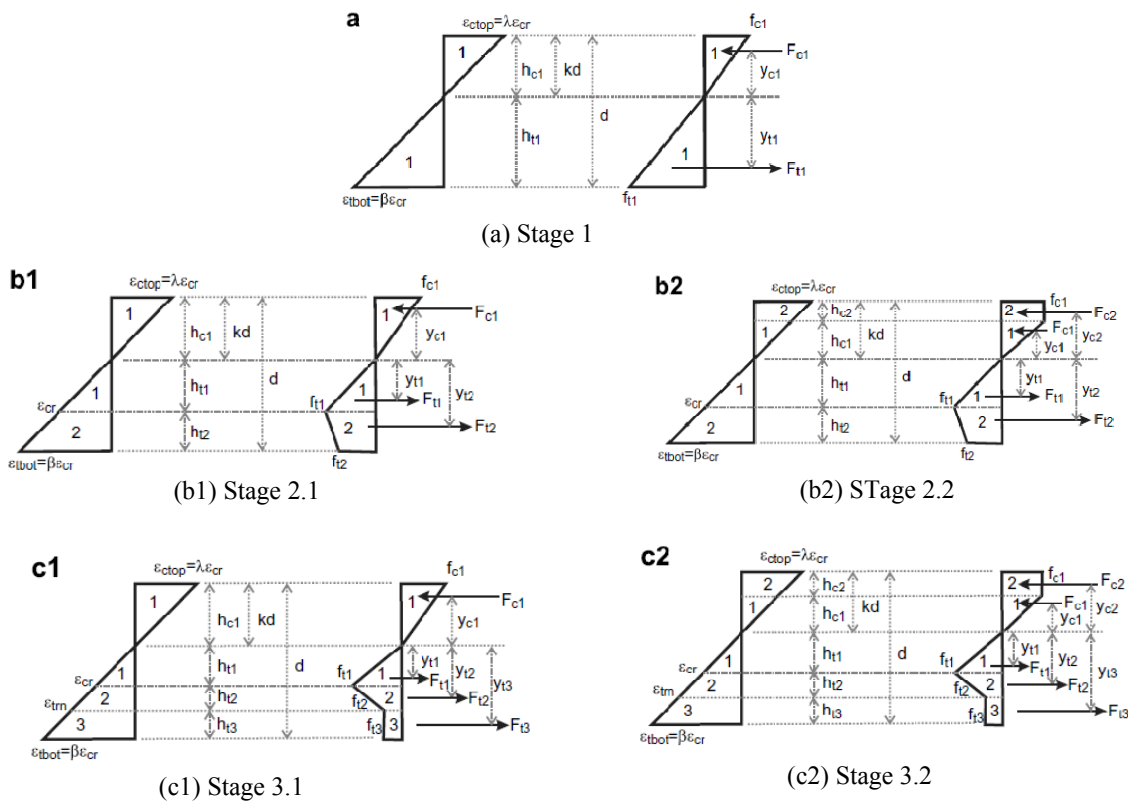 a
εctop=λεcr
fc1
1
1
Fc1
hc1
kd
yc1
d
ht1
yt1
1
1
Ft1
εtbot=βεcr
ft1
(a) Stage 1
b1
εctop=λεcr
fc1
1
1
Fc1
hc1
kd
yc1
d
1
ht1
yt1
yt2
εcr
ft1
1
Ft1
2
ht2
2
Ft2
εtbot=βεcr
ft2
(b1) Stage 2.1
b2
εctop=λεcr
fc1
2
hc2
2
Fc2
1
kd
1
Fc1
yc2
hc1
yc1
d
1
ht1
yt1
yt2
εcr
ft1
1
Ft1
2
ht2
2
Ft2
εtbot=βεcr
ft2
(b2) STage 2.2
c1
εctop=λεcr
fc1
1
1
Fc1
hc1
kd
yc1
d
1
ht1
yt1
yt2
yt3
εcr
ft1
1
Ft1
2
ht2
ft2
2
Ft2
εtrn
3
ht3
ft3
3
Ft3
εtbot=βεcr
(c1) Stage 3.1
c2
εctop=λεcr
fc1
2
hc2
2
Fc2
1
kd
1
Fc1
yc2
hc1
yc1
d
1
ht1
yt1
yt2
yt3
εcr
ft1
1
Ft1
2
ht2
ft2
2
Ft2
εtrn
3
ht3
ft3
3
Ft3
εtbot=βεcr
(c2) Stage 3.2